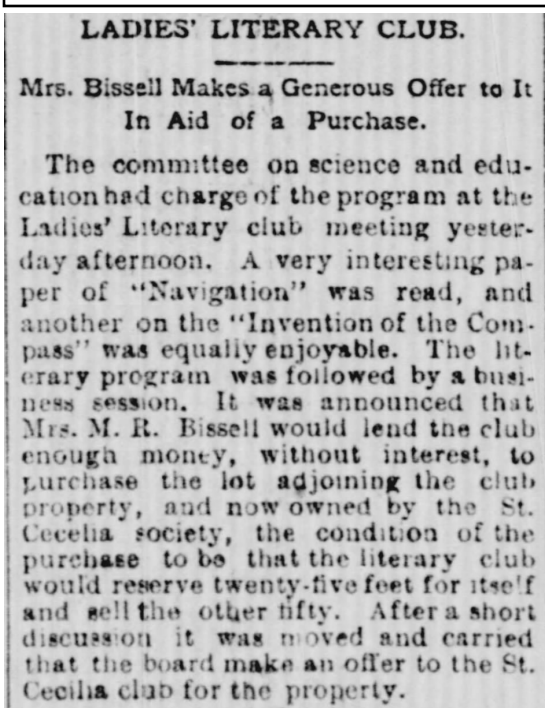 LADIES' LITERARY CLUB.
Mrs. Bissell Makes a Generous Offer to It
In Aid of a Purchase.
The committee on science and edu-
cation had charge of the program at the
Ladies' Literary club meeting yester-
day afternoon. A very interesting pa-
per of "Navigation" was read, and
another on the "Invention of the Com-
pass" was equally enjoyable. The lit-
erary program was followed by a busi-
ness session. It was announced that
Mrs. M. R. Bissell would lend the club
enough money, without interest, to
purchase the lot adjoining the club
property, and now owned by the St.
Cecelia society, the condition of the
purchase to be that the literary club
would reserve twenty-five feet for itself
and sell the other fifty. After a short
discussion it was moved and carried
that the board make an offer to the St.
Cecilia club for the property.